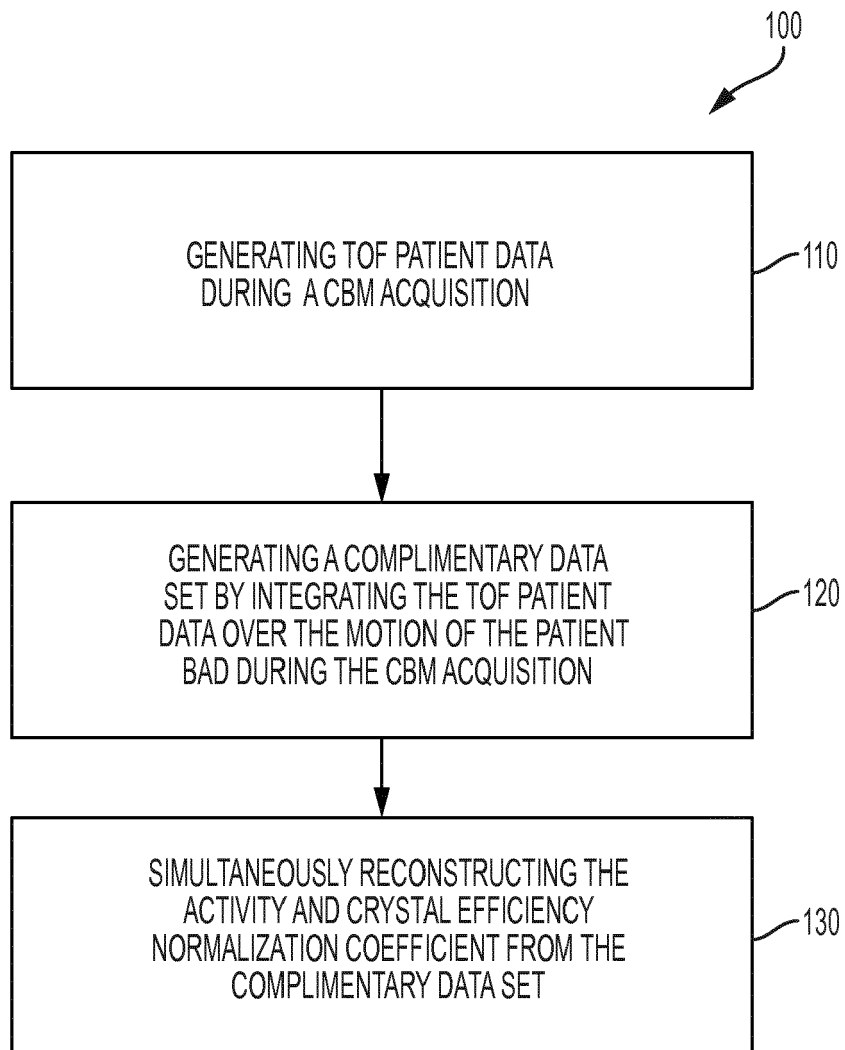 100
GENERATING TOF PATIENT DATA
DURING A CBM ACQUISITION
110
GENERATING A COMPLIMENTARY DATA
SET BY INTEGRATING THE TOF PATIENT
DATA OVER THE MOTION OF THE PATIENT
BAD DURING THE CBM ACQUISITION
120
SIMULTANEOUSLY RECONSTRUCTING THE
ACTIVITY AND CRYSTAL EFFICIENCY
NORMALIZATION COEFFICIENT FROM THE
COMPLIMENTARY DATA SET
130